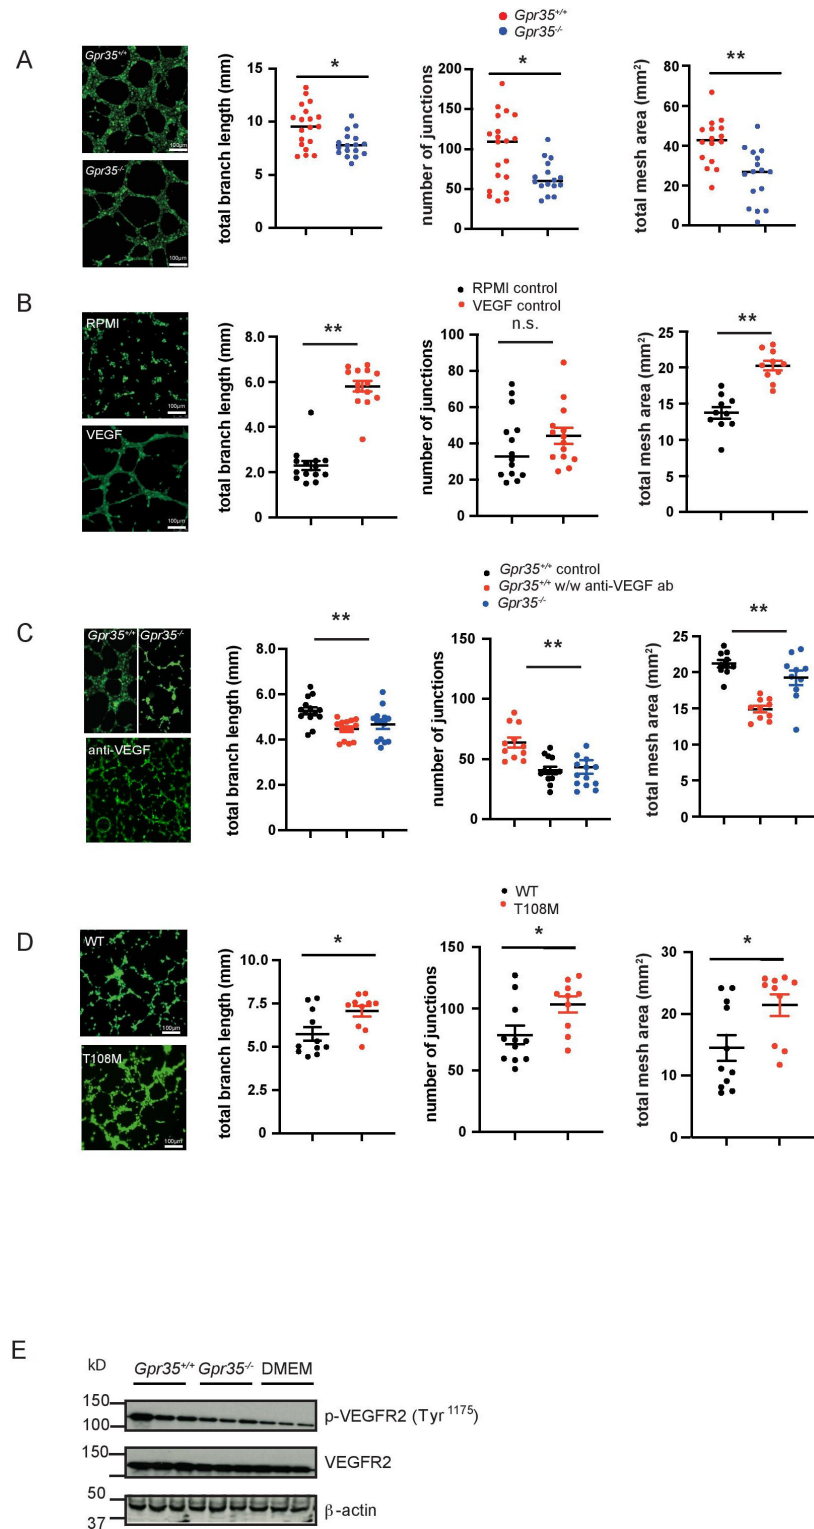 Gpr35+/+
Gpr35-/-
A
Gpr35+/+
100µm
Gpr35-/-
100µm
total branch length (mm)
15
10
5
0
*
number of junctions
200
150
100
50
0
*
total mesh area (mm2)
80
60
40
20
0
**
B
RPMI control
VEGF control
RPMI
100µm
VEGF
100µm
total branch length (mm)
8.0
6.0
4.0
2.0
0
**
number of junctions
100
80
60
40
20
0
n.s.
total mesh area (mm2)
25
20
15
10
5
0
**
C
Gpr35+/+ control
Gpr35+/+ w/w anti-VEGF ab
Gpr35-/-
Gpr35+/+ Gpr35-/-
anti-VEGF
total branch length (mm)
8.0
6.0
4.0
2.0
0
**
number of junctions
150
100
50
0
**
total mesh area (mm2)
25
20
15
10
5
0
**
D
WT
T108M
WT
100µm
T108M
100µm
total branch length (mm)
10.0
7.5
5.0
2.5
0
*
number of junctions
150
100
50
0
*
total mesh area (mm2)
30
20
10
0
*
E
kD
Gpr35+/+ Gpr35-/- DMEM
150
100
p-VEGFR2 (Tyr 1175)
150
VEGFR2
50
37
β-actin